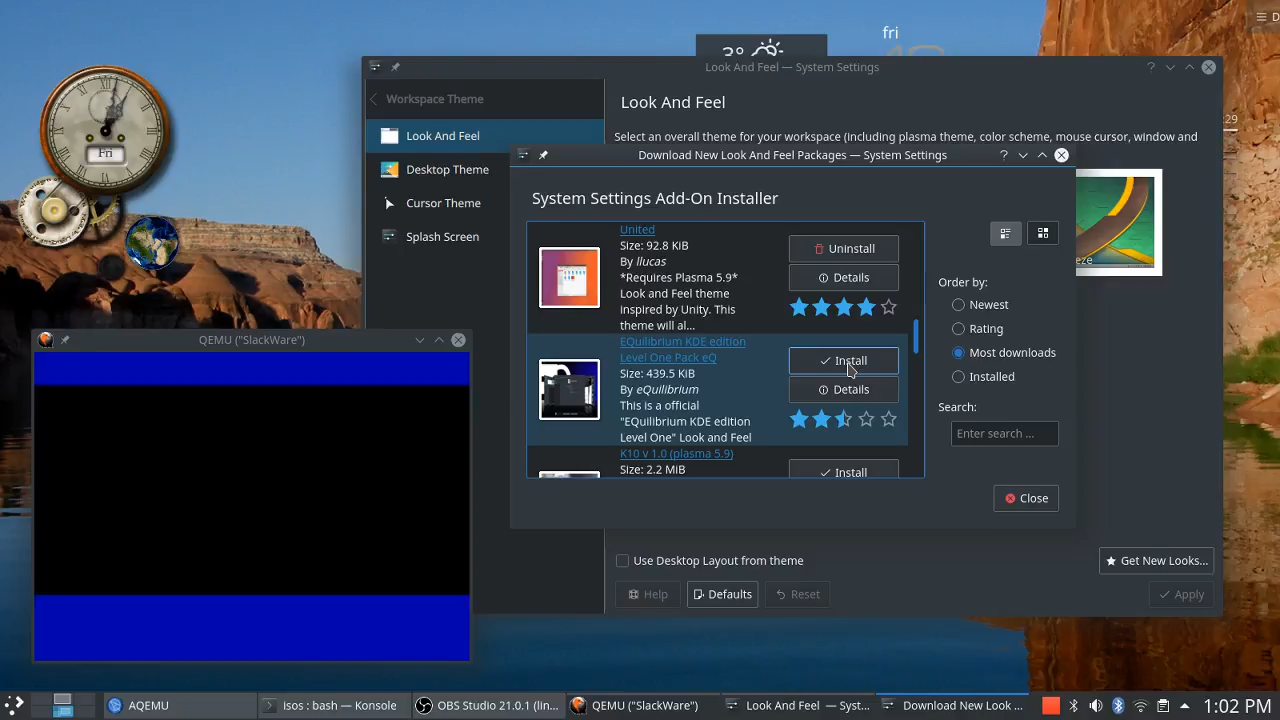 fri
3°
D
Look And Feel — System Settings
Workspace Theme
Look And Feel
Desktop Theme
Cursor Theme
Splash Screen
Look And Feel
Select an overall theme for your workspace (including plasma theme, color scheme, mouse cursor, window and
:29
Fri
Download New Look And Feel Packages — System Settings
System Settings Add-On Installer
United
Size: 92.8 KiB
By llucas
*Requires Plasma 5.9*
Look and Feel theme
inspired by Unity. This
theme will al...
Uninstall
Details
EQuilibrium KDE edition
Level One Pack eQ
Size: 439.5 KiB
By eQuilibrium
This is a official
"EQuilibrium KDE edition
Level One" Look and Feel
Install
Details
K10 v 1.0 (plasma 5.9)
Size: 2.2 MiB
Install
Order by:
Newest
Rating
Most downloads
Installed
Search:
Enter search ...
Close
eze
QEMU ("SlackWare")
Use Desktop Layout from theme
Get New Looks...
Help
Defaults
Reset
Apply
AQEMU
isos : bash — Konsole
OBS Studio 21.0.1 (lin...
QEMU ("SlackWare")
Look And Feel — Syst...
Download New Look ...
1:02 PM